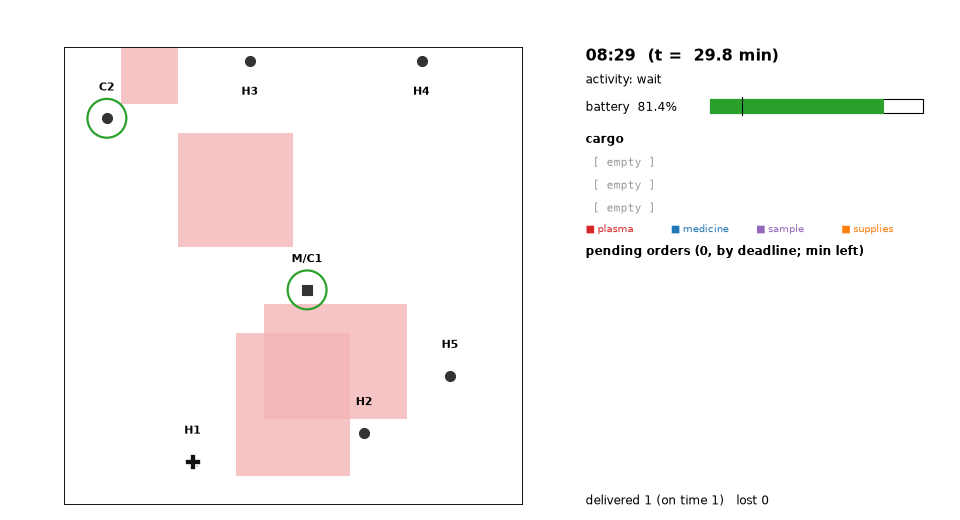 C2
H3
H4
M/C1
H5
H2
H1
08:29  (t =  29.8 min)
activity: wait
battery  81.4%
cargo
[ empty ]
[ empty ]
[ empty ]
plasma medicine sample supplies
pending orders (0, by deadline; min left)
delivered 1 (on time 1)   lost 0